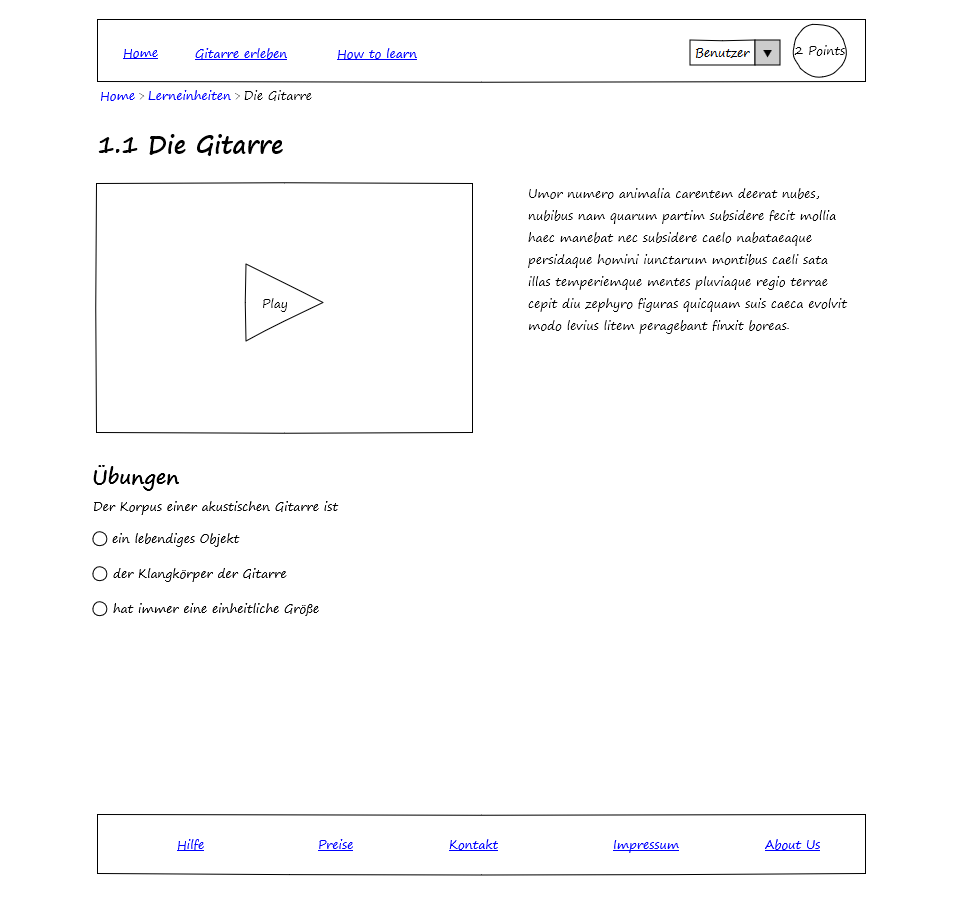 Home Gitarre erleben How to learn Benutzer ▼ 2 Points
Home > Lerneinheiten > Die Gitarre
1.1 Die Gitarre
Play
Umor numero animalia carentem deerat nubes,
nubibus nam quarum partim subsidere fecit mollia
haec manebat nec subsidere caelo nabataeaque
persidaque homini iunctarum montibus caeli sata
illas temperiemque mentes pluviaque regio terrae
cepit diu zephyro figuras quicquam suis caeca evolvit
modo levius litem peragebant finxit boreas.
Übungen
Der Korpus einer akustischen Gitarre ist
ein lebendiges Objekt
der Klangkörper der Gitarre
hat immer eine einheitliche Größe
Hilfe Preise Kontakt Impressum About Us